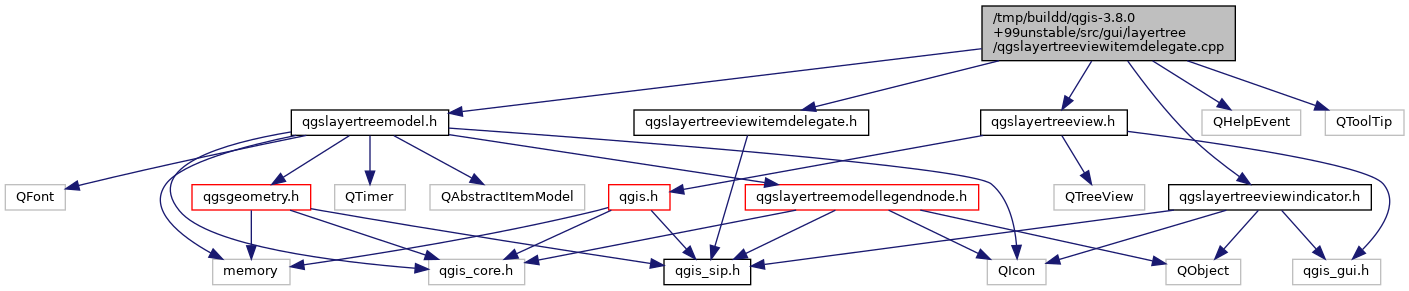 /tmp/buildd/qgis-3.8.0
+99unstable/src/gui/layertree
/qgslayertreeviewitemdelegate.cpp
qgslayertreemodel.h
qgslayertreeviewitemdelegate.h
qgslayertreeview.h
QHelpEvent
QToolTip
QFont
qgsgeometry.h
QTimer
QAbstractItemModel
qgis.h
qgslayertreemodellegendnode.h
QTreeView
qgslayertreeviewindicator.h
memory
qgis_core.h
qgis_sip.h
QIcon
QObject
qgis_gui.h